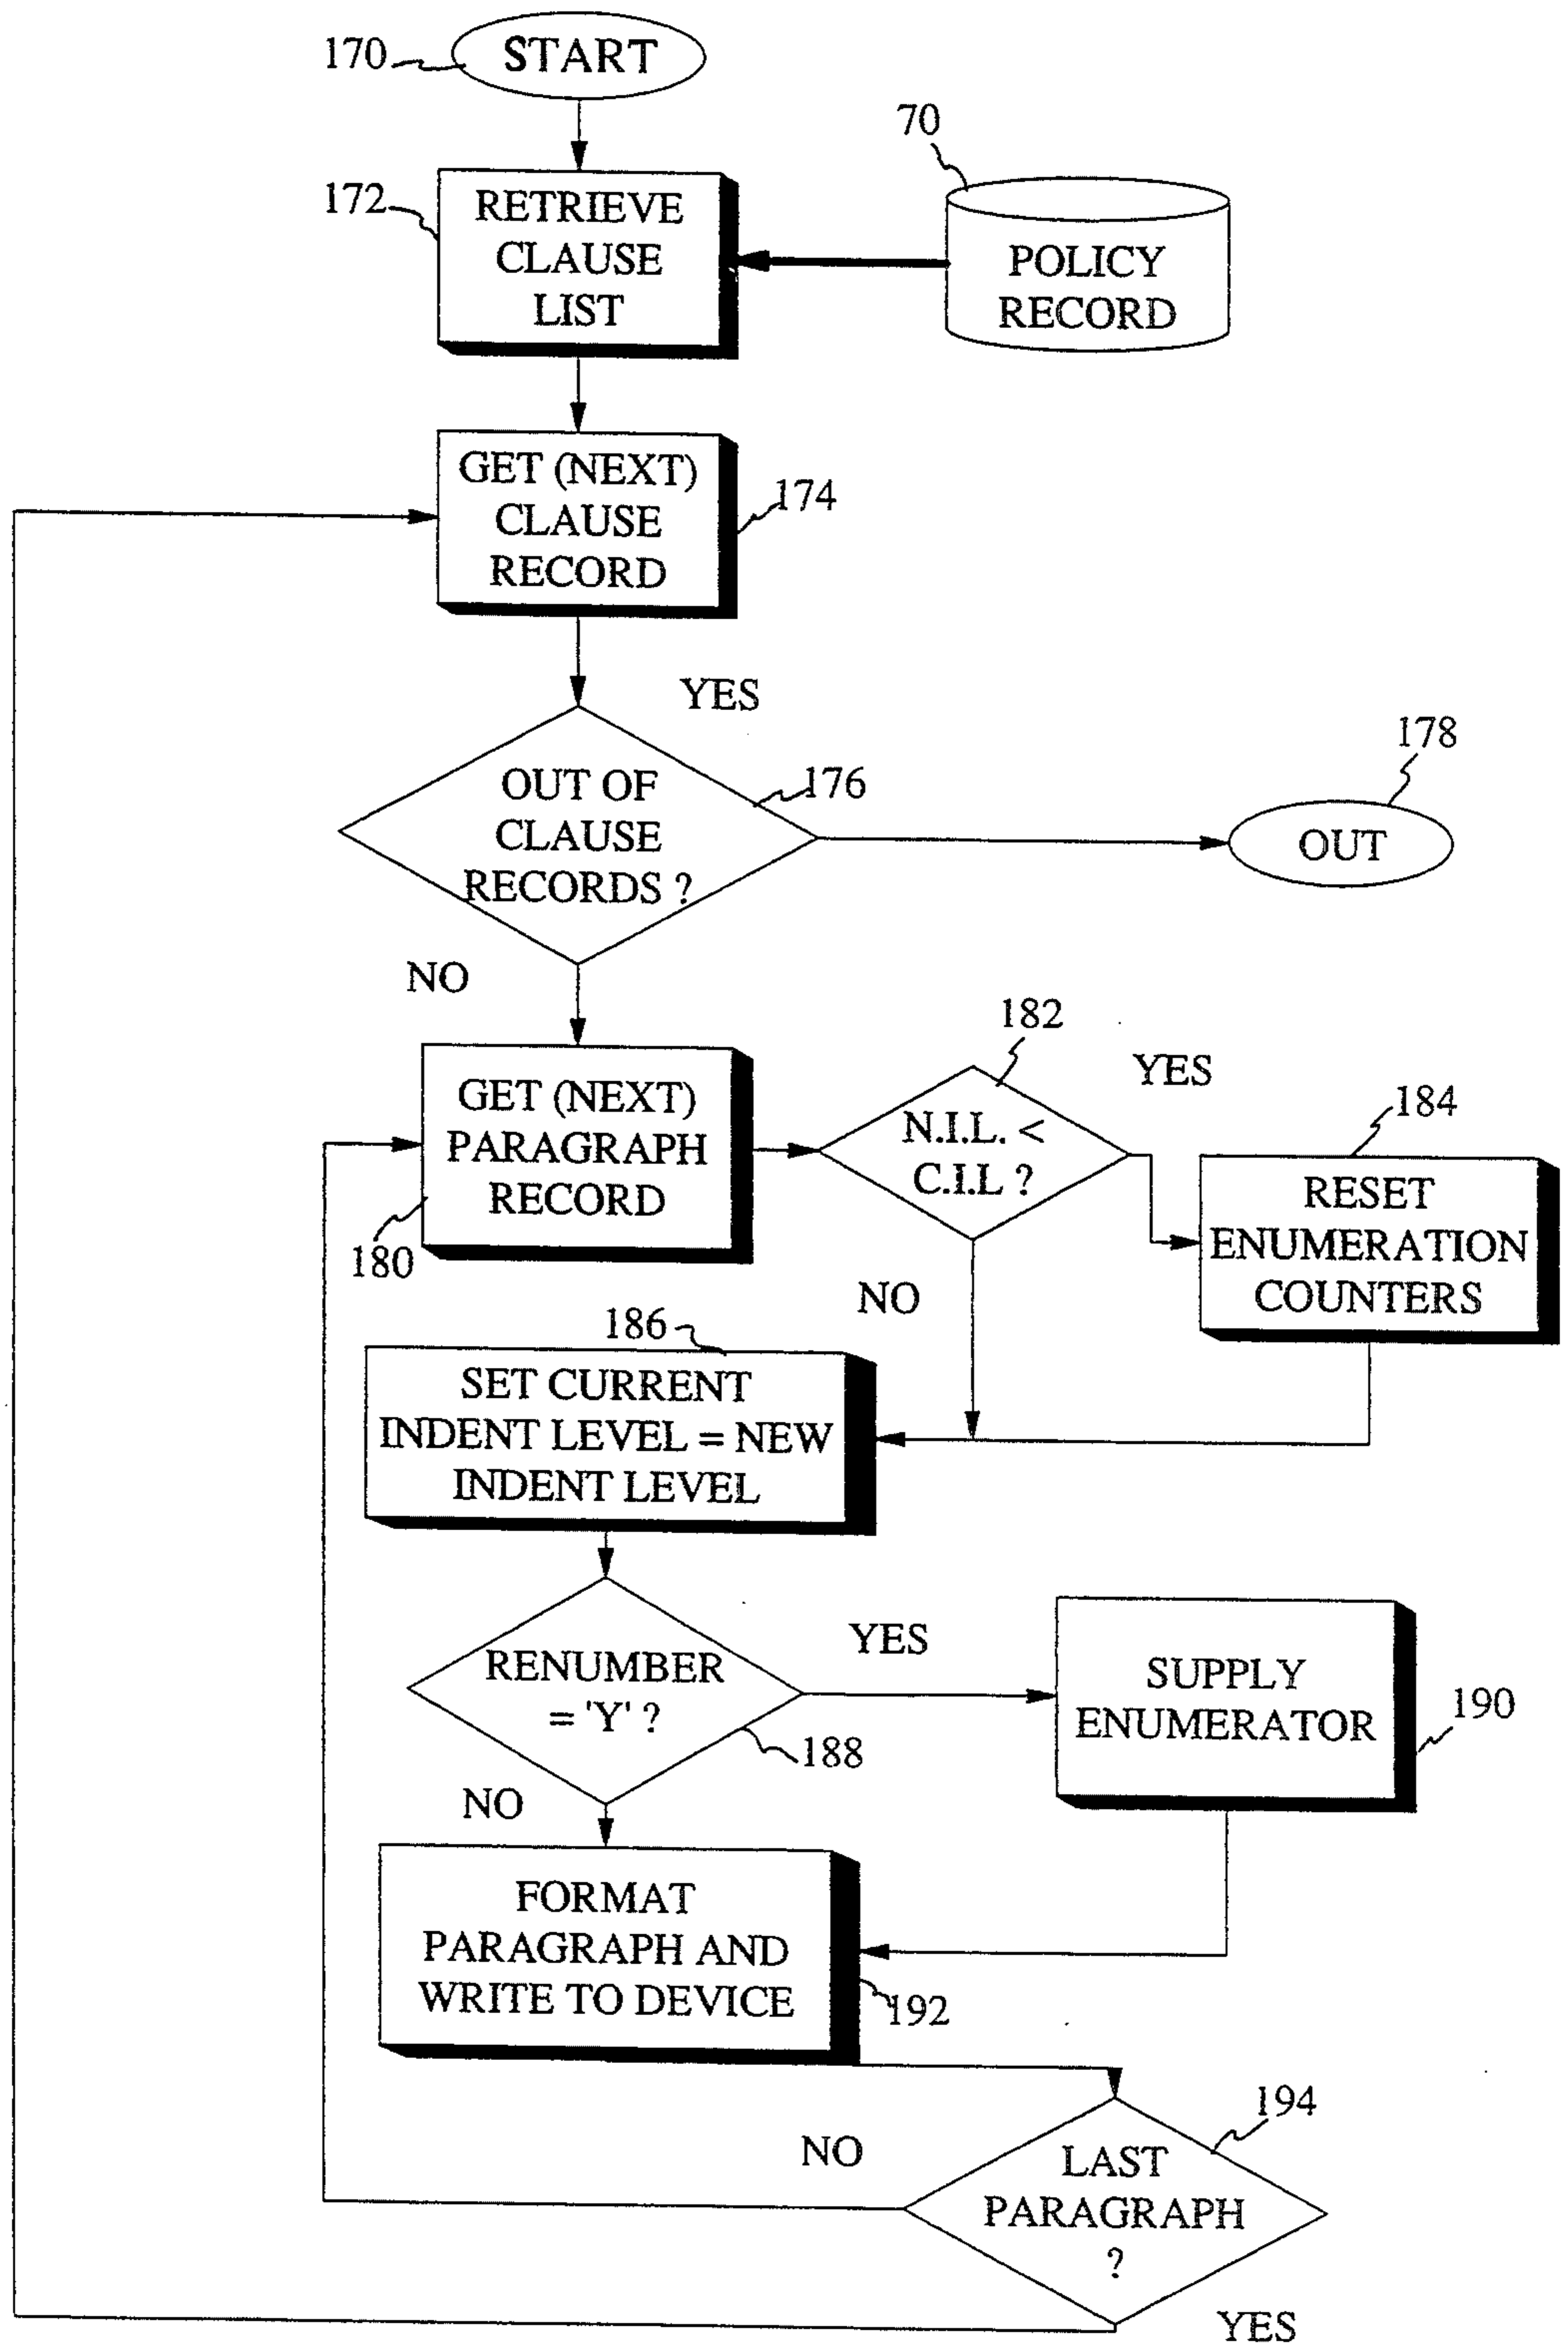 170
START
70
172
RETRIEVE
CLAUSE
LIST
POLICY
RECORD
GET (NEXT)
CLAUSE
RECORD
174
YES
178
OUT OF
CLAUSE
RECORDS ?
176
OUT
NO
182
YES
184
GET (NEXT)
PARAGRAPH
RECORD
180
N.I.L. <
C.I.L ?
RESET
ENUMERATION
COUNTERS
NO
186
SET CURRENT
INDENT LEVEL = NEW
INDENT LEVEL
YES
RENUMBER
= 'Y' ?
188
SUPPLY
ENUMERATOR
190
NO
FORMAT
PARAGRAPH AND
WRITE TO DEVICE
192
194
NO
LAST
PARAGRAPH
?
YES